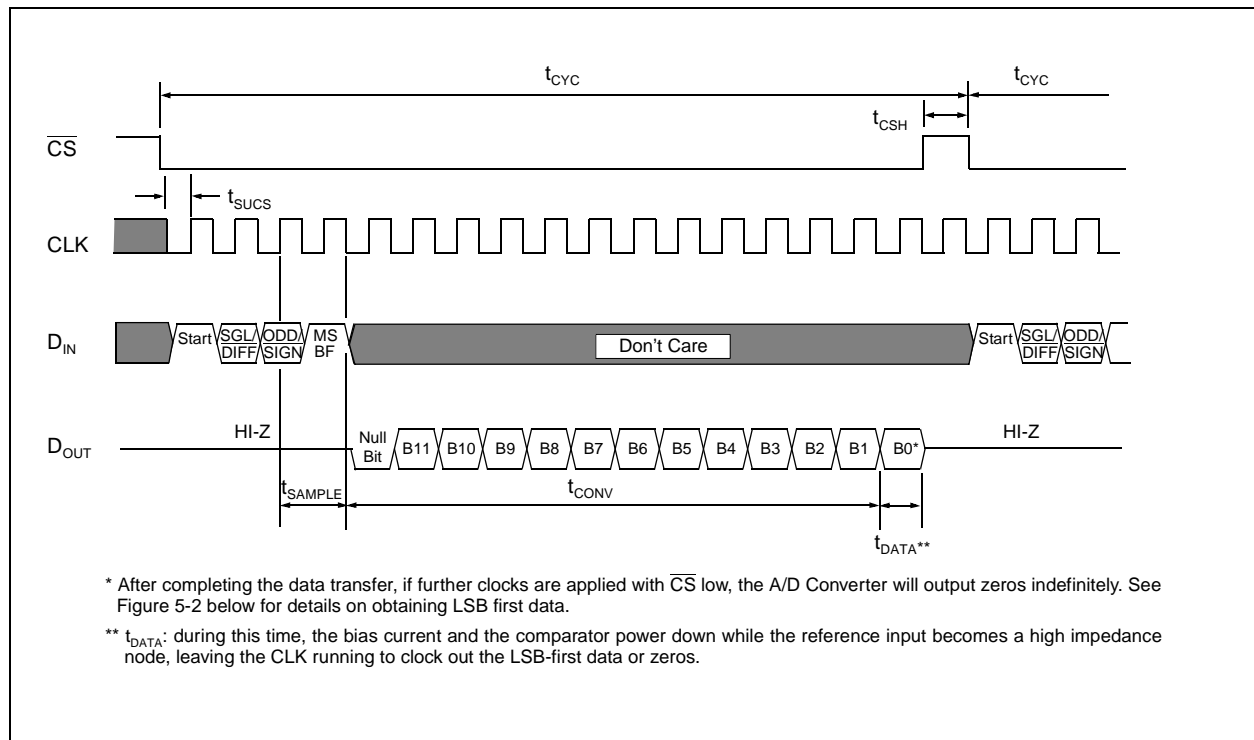 tCYC
tCYC
tCSH
CS
tSUCS
CLK
DIN
Start
SGL/
DIFF
ODD/
SIGN
MS
BF
Don't Care
Start
SGL/
DIFF
ODD/
SIGN
DOUT
HI-Z
Null
Bit
B11
B10
B9
B8
B7
B6
B5
B4
B3
B2
B1
B0*
HI-Z
tSAMPLE
tCONV
tDATA**
* After completing the data transfer, if further clocks are applied with CS low, the A/D Converter will output zeros indefinitely. See
Figure 5-2 below for details on obtaining LSB first data.
** tDATA: during this time, the bias current and the comparator power down while the reference input becomes a high impedance
node, leaving the CLK running to clock out the LSB-first data or zeros.